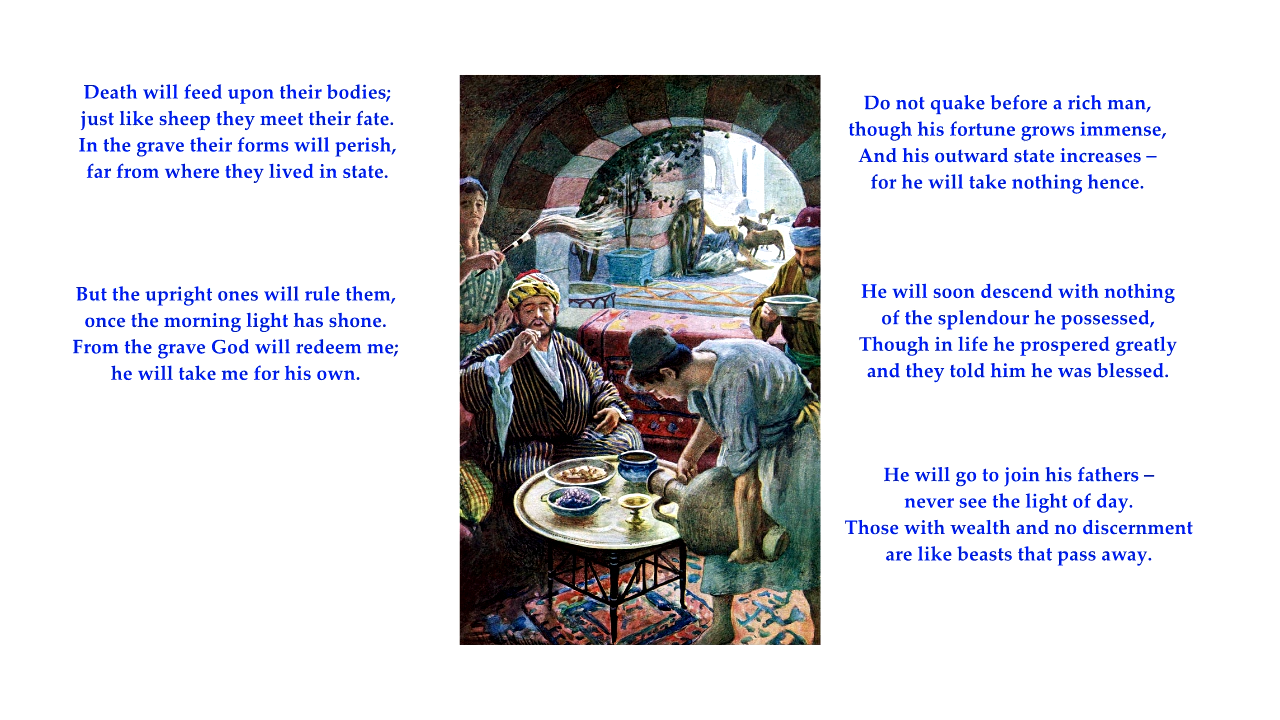 Death will feed upon their bodies;
just like sheep they meet their fate.
In the grave their forms will perish,
far from where they lived in state.
But the upright ones will rule them,
once the morning light has shone.
From the grave God will redeem me;
he will take me for his own.
Do not quake before a rich man,
though his fortune grows immense,
And his outward state increases –
for he will take nothing hence.
He will soon descend with nothing
of the splendour he possessed,
Though in life he prospered greatly
and they told him he was blessed.
He will go to join his fathers –
never see the light of day.
Those with wealth and no discernment
are like beasts that pass away.